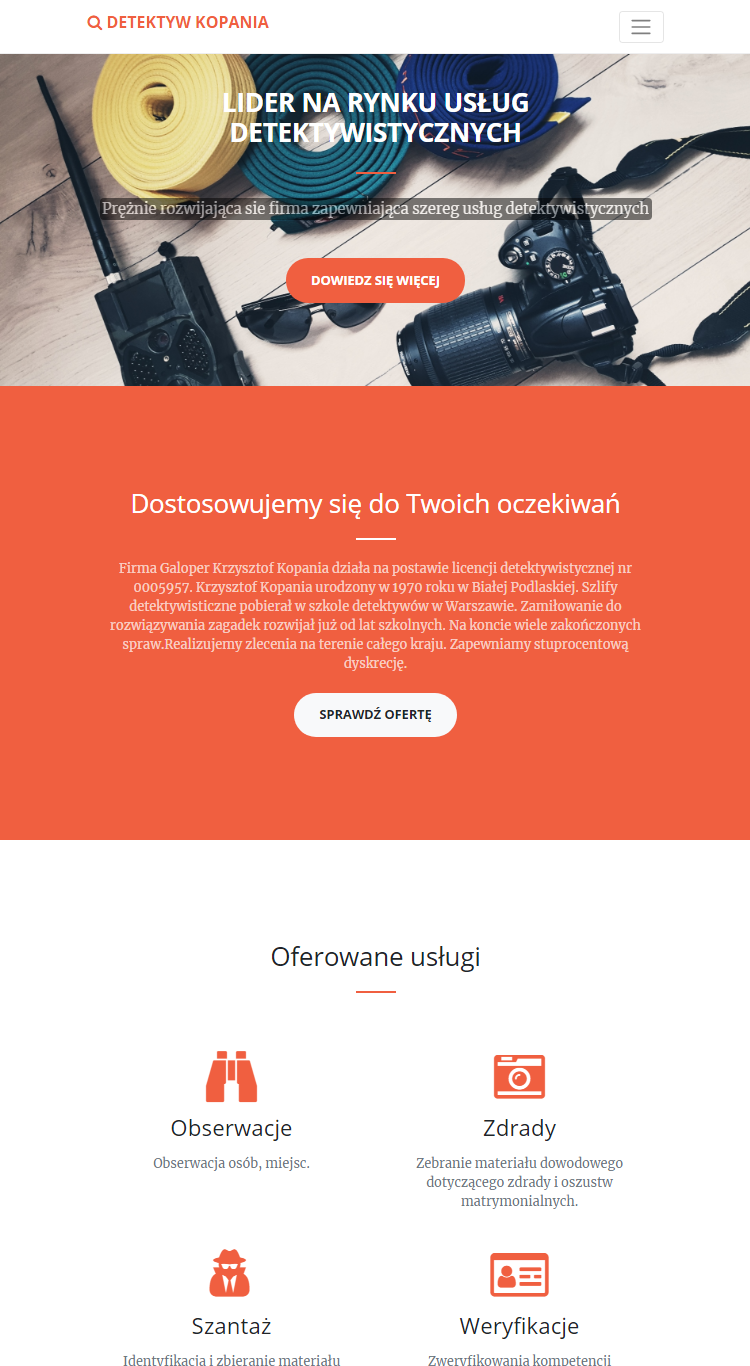 DETEKTYW KOPANIA
LIDER NA RYNKU USŁUG
DETEKTYWISTYCZNYCH
Prężnie rozwijająca sie firma zapewniająca szereg usług detektywistycznych
DOWIEDZ SIĘ WIĘCEJ
Dostosowujemy się do Twoich oczekiwań
Firma Galoper Krzysztof Kopania działa na postawie licencji detektywistycznej nr
0005957. Krzysztof Kopania urodzony w 1970 roku w Białej Podlaskiej. Szlify
detektywisticzne pobierał w szkole detektywów w Warszawie. Zamiłowanie do
rozwiązywania zagadek rozwijał już od lat szkolnych. Na koncie wiele zakończonych
spraw.Realizujemy zlecenia na terenie całego kraju. Zapewniamy stuprocentową
dyskrecję.
SPRAWDŹ OFERTĘ
Oferowane usługi
Obserwacje
Obserwacja osób, miejsc.
Zdrady
Zebranie materiału dowodowego
dotyczącego zdrady i oszustw
matrymonialnych.
Szantaż
Identyfikacja i zbieranie materiału
Weryfikacje
Zweryfikowania kompetencji